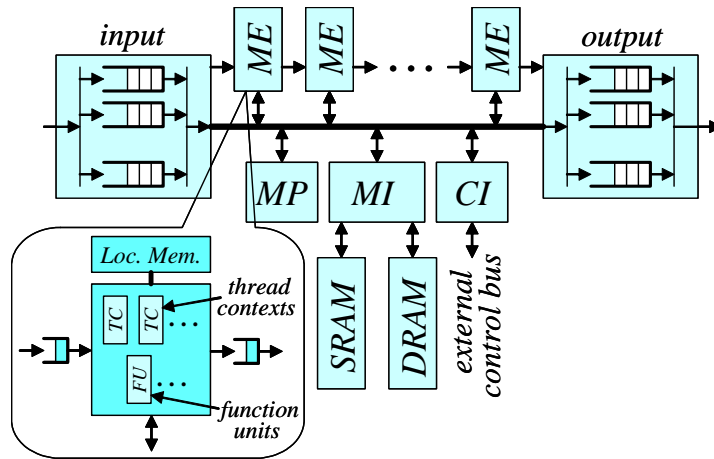 input
ME
ME
. . .
ME
output
MP
MI
CI
SRAM
DRAM
external
control bus
Loc. Mem.
TC
TC
. . .
thread
contexts
FU
. . .
function
units